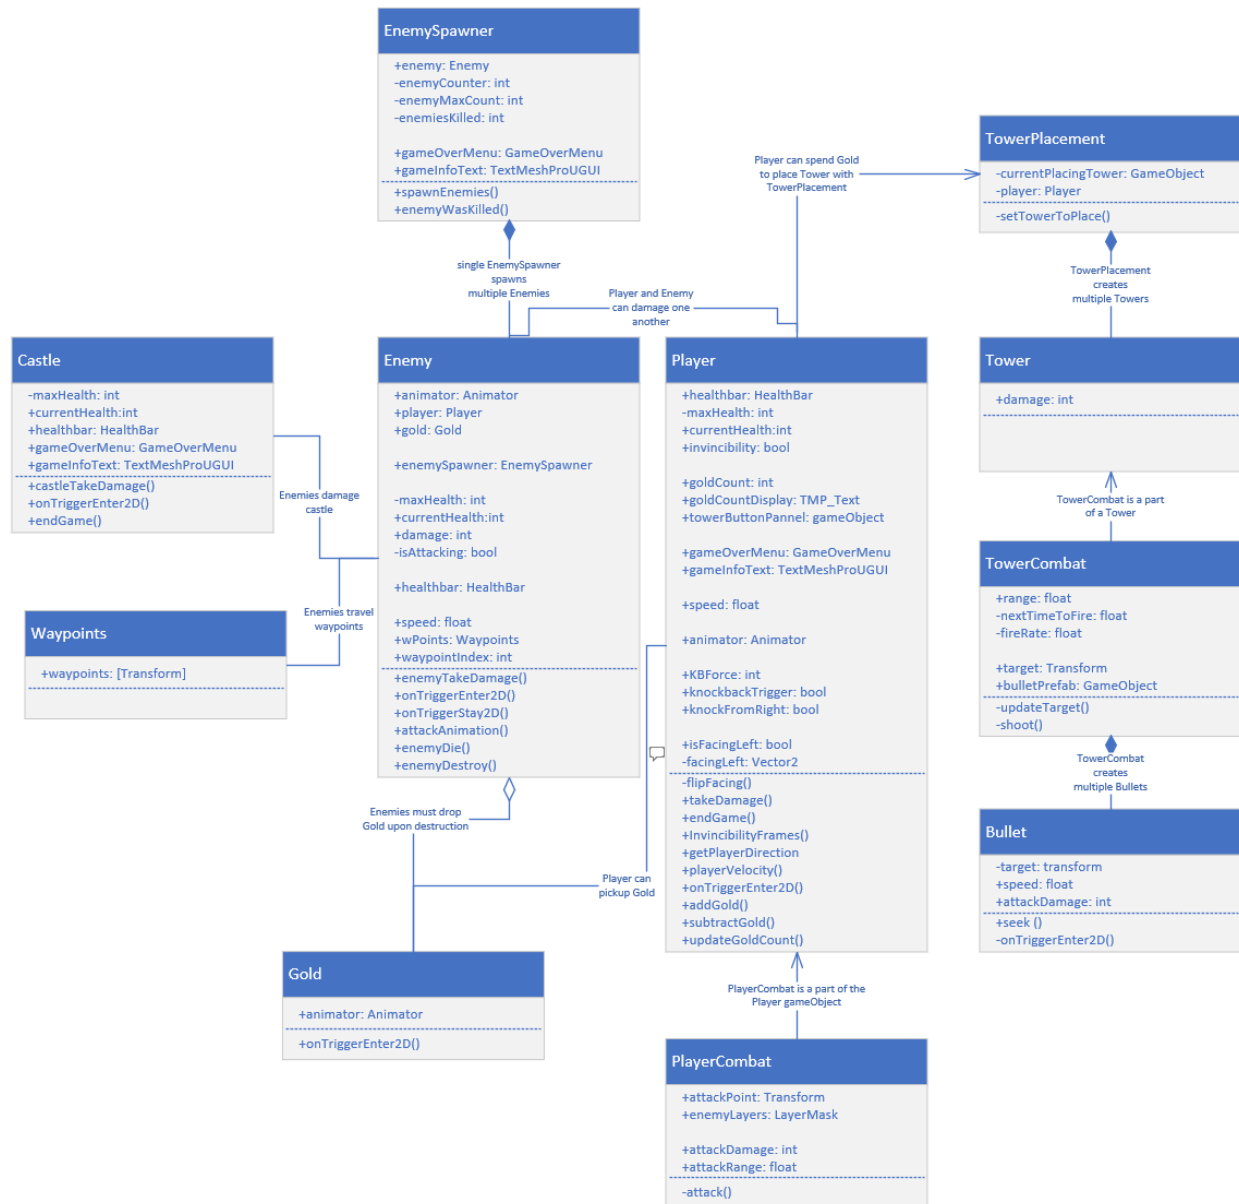 EnemySpawner
+enemy: Enemy
-enemyCounter: int
-enemyMaxCount: int
-enemiesKilled: int
+gameOverMenu: GameOverMenu
+gameInfoText: TextMeshProUGUI
+spawnEnemies()
+enemyWasKilled()
single EnemySpawner
spawns
multiple Enemies
Player and Enemy
can damage one
another
Player can spend Gold
to place Tower with
TowerPlacement
TowerPlacement
-currentPlacingTower: GameObject
-player: Player
-setTowerToPlace()
TowerPlacement
creates
multiple Towers
Castle
-maxHealth: int
+currentHealth:int
+healthbar: HealthBar
+gameOverMenu: GameOverMenu
+gameInfoText: TextMeshProUGUI
+castleTakeDamage()
+onTriggerEnter2D()
+endGame()
Enemies damage
castle
Enemies travel
waypoints
Waypoints
+waypoints: [Transform]
Enemy
+animator: Animator
+player: Player
+gold: Gold
+enemySpawner: EnemySpawner
-maxHealth: int
+currentHealth:int
+damage: int
-isAttacking: bool
+healthbar: HealthBar
+speed: float
+wPoints: Waypoints
+waypointIndex: int
+enemyTakeDamage()
+onTriggerEnter2D()
+onTriggerStay2D()
+attackAnimation()
+enemyDie()
+enemyDestroy()
Enemies must drop
Gold upon destruction
Player
+healthbar: HealthBar
-maxHealth: int
+currentHealth:int
+invincibility: bool
+goldCount: int
+goldCountDisplay: TMP_Text
+towerButtonPannel: gameObject
+gameOverMenu: GameOverMenu
+gameInfoText: TextMeshProUGUI
+speed: float
+animator: Animator
+KBForce: int
+knockbackTrigger: bool
+knockFromRight: bool
+isFacingLeft: bool
-facingLeft: Vector2
-flipFacing()
+takeDamage()
+endGame()
+InvincibilityFrames()
+getPlayerDirection
+playerVelocity()
+onTriggerEnter2D()
+addGold()
+subtractGold()
+updateGoldCount()
Player can
pickup Gold
Tower
+damage: int
TowerCombat is a part
of a Tower
TowerCombat
+range: float
-nextTimeToFire: float
-fireRate: float
+target: Transform
+bulletPrefab: GameObject
-updateTarget()
-shoot()
TowerCombat
creates
multiple Bullets
Bullet
-target: transform
+speed: float
+attackDamage: int
+seek ()
-onTriggerEnter2D()
Gold
+animator: Animator
+onTriggerEnter2D()
PlayerCombat is a part of the
Player gameObject
PlayerCombat
+attackPoint: Transform
+enemyLayers: LayerMask
+attackDamage: int
+attackRange: float
-attack()